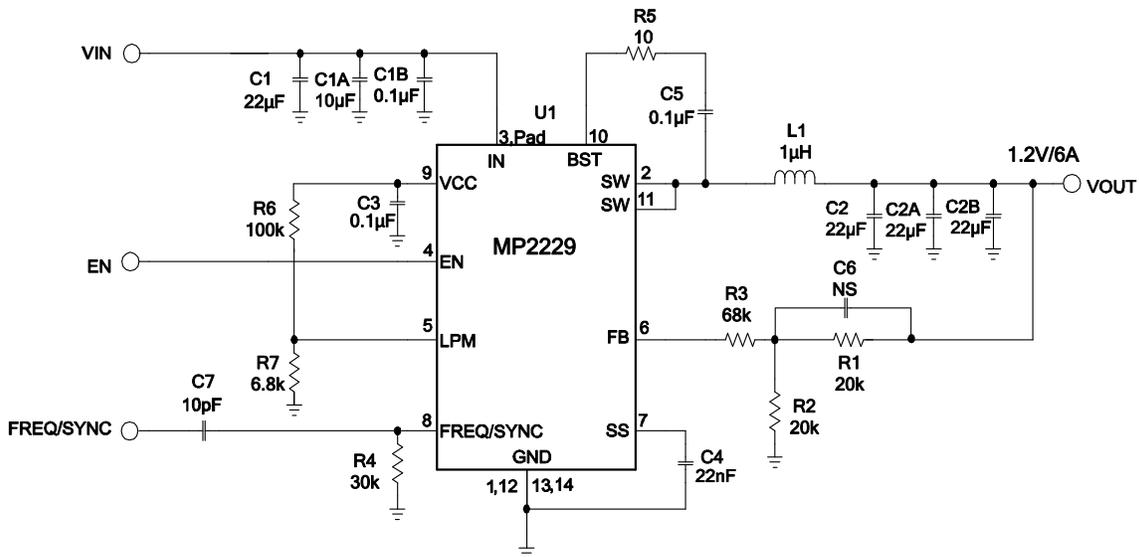 R5
10
VIN
C1
22µF
C1A
10µF
C1B
0.1µF
C5
0.1µF
U1
3,Pad
10
IN
BST
L1
1µH
1.2V/6A
VOUT
9
VCC
SW
2
SW
11
R6
100k
C3
0.1µF
C2
22µF
C2A
22µF
C2B
22µF
MP2229
EN
4
EN
C6
NS
R3
68k
5
LPM
FB
6
R1
20k
R7
6.8k
C7
10pF
R2
20k
FREQ/SYNC
8
FREQ/SYNC
SS
7
R4
30k
GND
C4
22nF
1,12
13,14